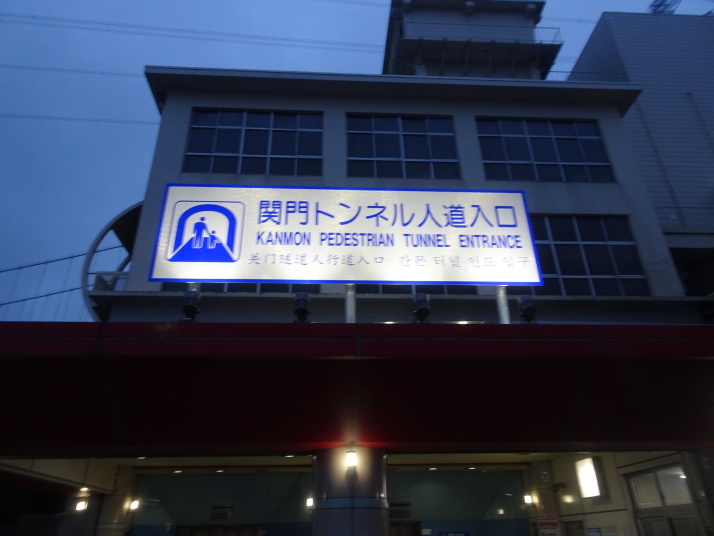 関門トンネル人道入口
KANMON PEDESTRIAN TUNNEL ENTRANCE
关门隧道人行道入口 간몬 터널 인도 입구